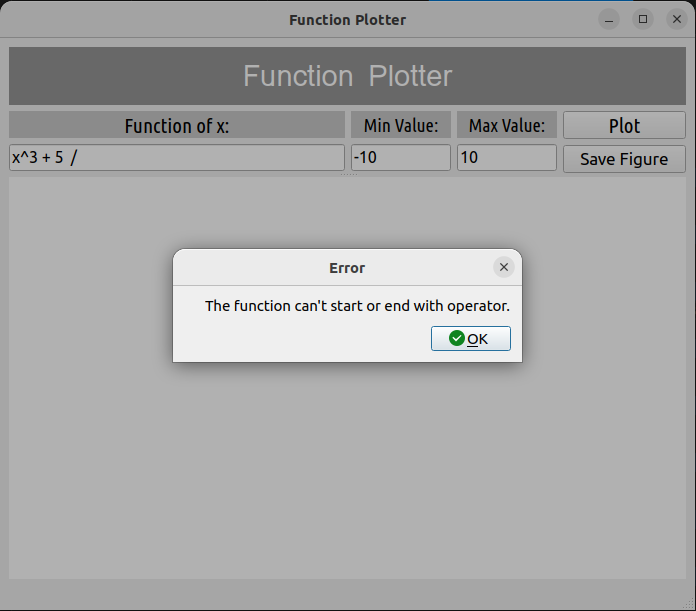 Function Plotter
Function Plotter
Function of x: Min Value: Max Value: Plot
x^3 + 5 / -10 10 Save Figure
Error
The function can't start or end with operator.
OK